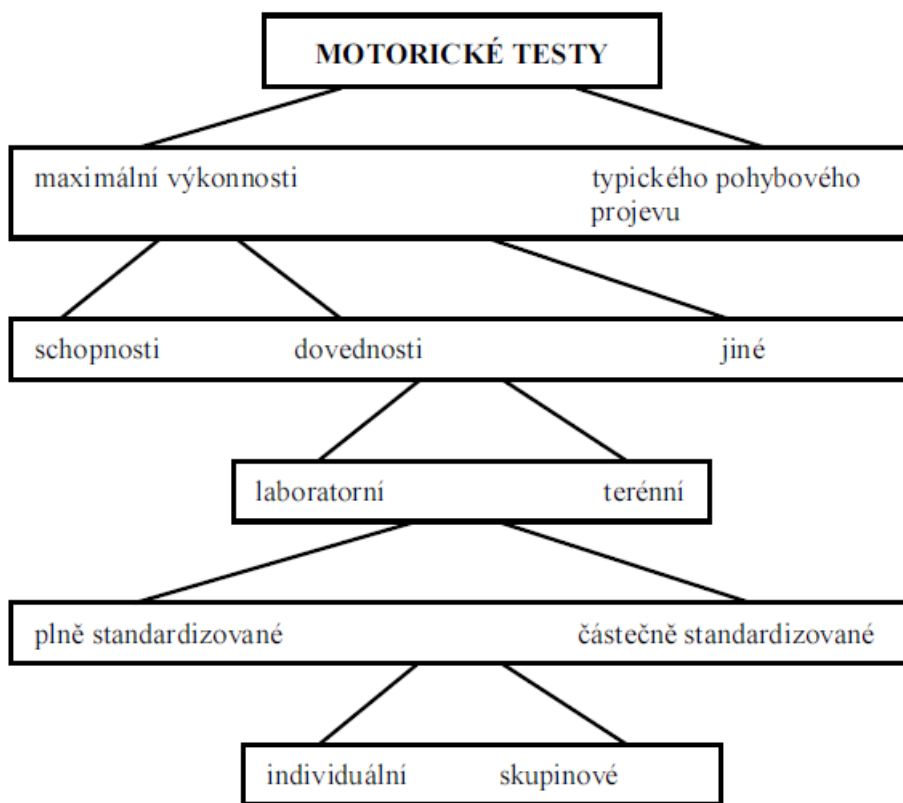 MOTORICKÉ TESTY
maximální výkonnosti
typického pohybového
projevu
schopnosti
dovednosti
jiné
laboratorní
terénní
plně standardizované
částečně standardizované
individuální
skupinové